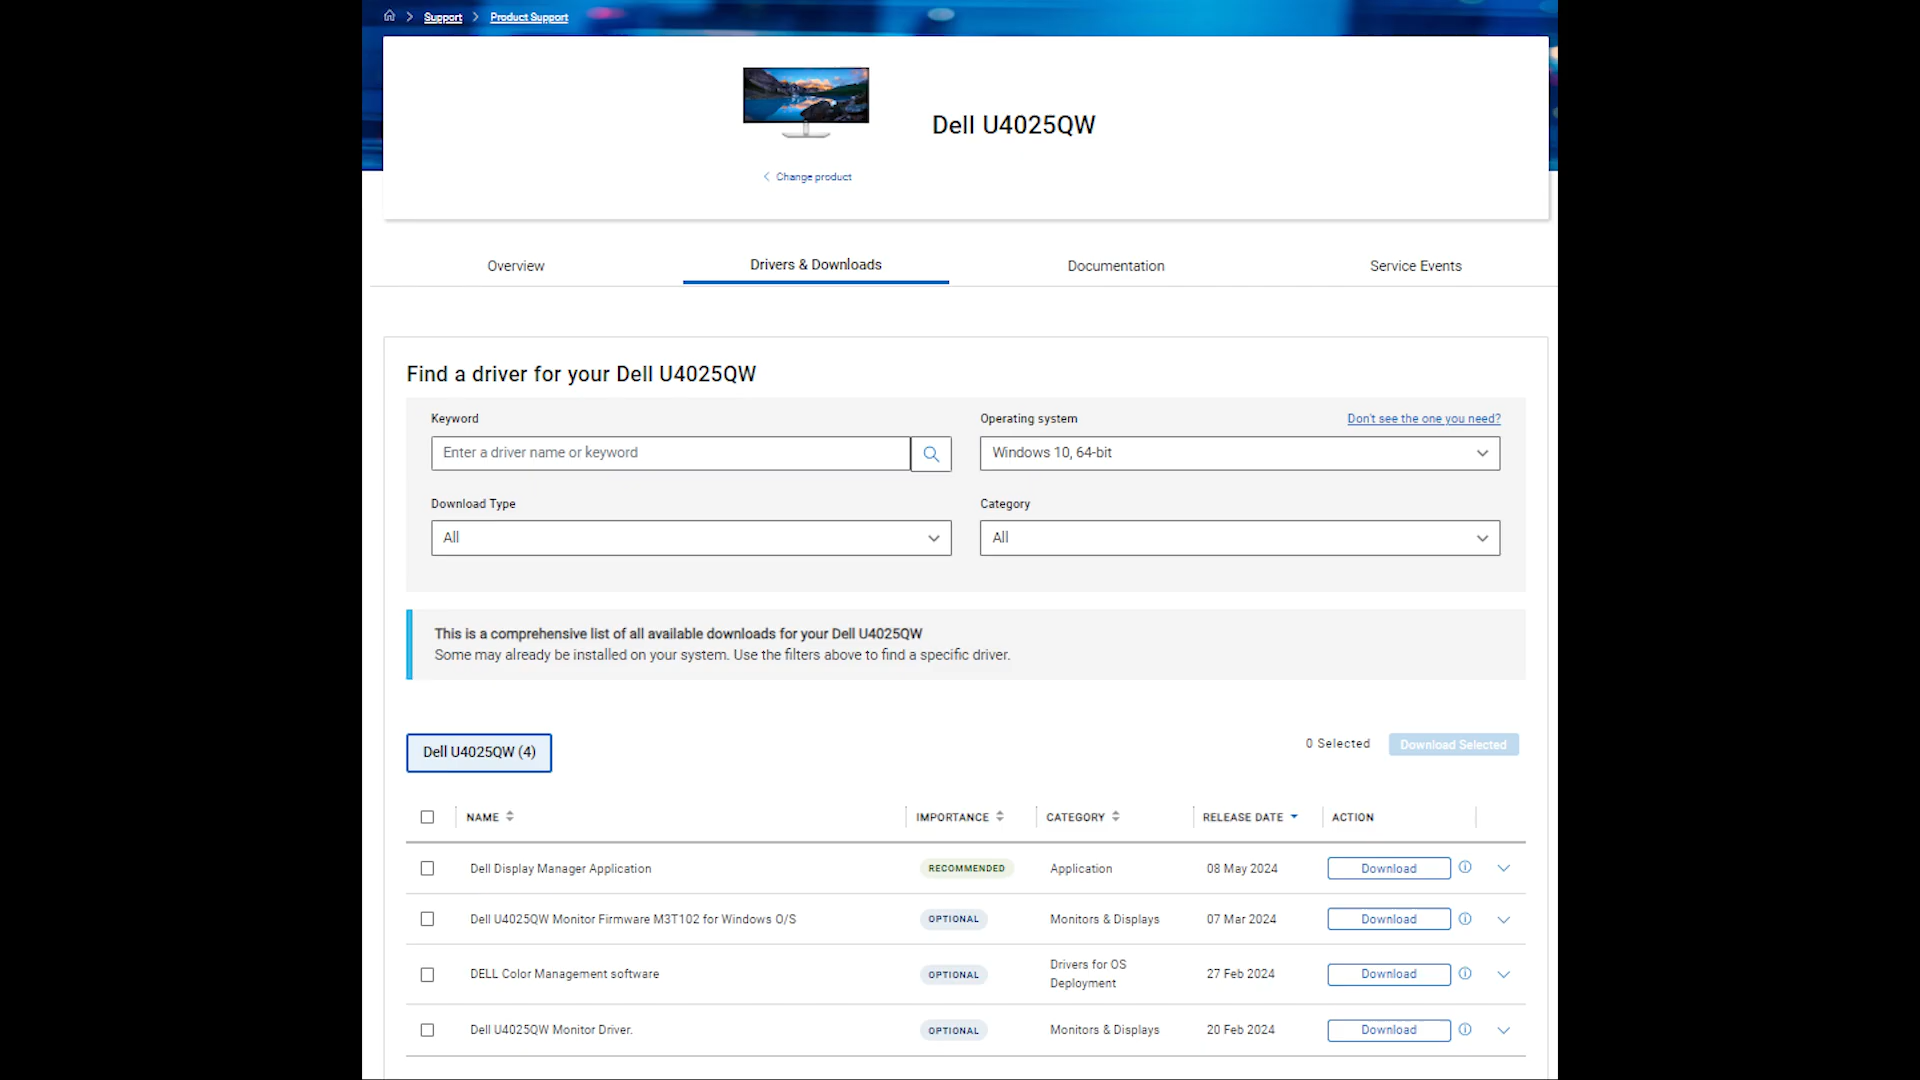 Support
Product Support
Dell U4025QW
Change product
Overview
Drivers & Downloads
Documentation
Service Events
Find a driver for your Dell U4025QW
Keyword
Operating system
Don't see the one you need?
Enter a driver name or keyword
Windows 10, 64-bit
Download Type
Category
All
All
This is a comprehensive list of all available downloads for your Dell U4025QW
Some may already be installed on your system. Use the filters above to find a specific driver.
Dell U4025QW (4)
0 Selected
Download Selected
NAME IMPORTANCE CATEGORY RELEASE DATE ACTION
Dell Display Manager Application RECOMMENDED Application 08 May 2024 Download
Dell U4025QW Monitor Firmware M3T102 for Windows O/S OPTIONAL Monitors & Displays 07 Mar 2024 Download
DELL Color Management software OPTIONAL Drivers for OS Deployment 27 Feb 2024 Download
Dell U4025QW Monitor Driver. OPTIONAL Monitors & Displays 20 Feb 2024 Download